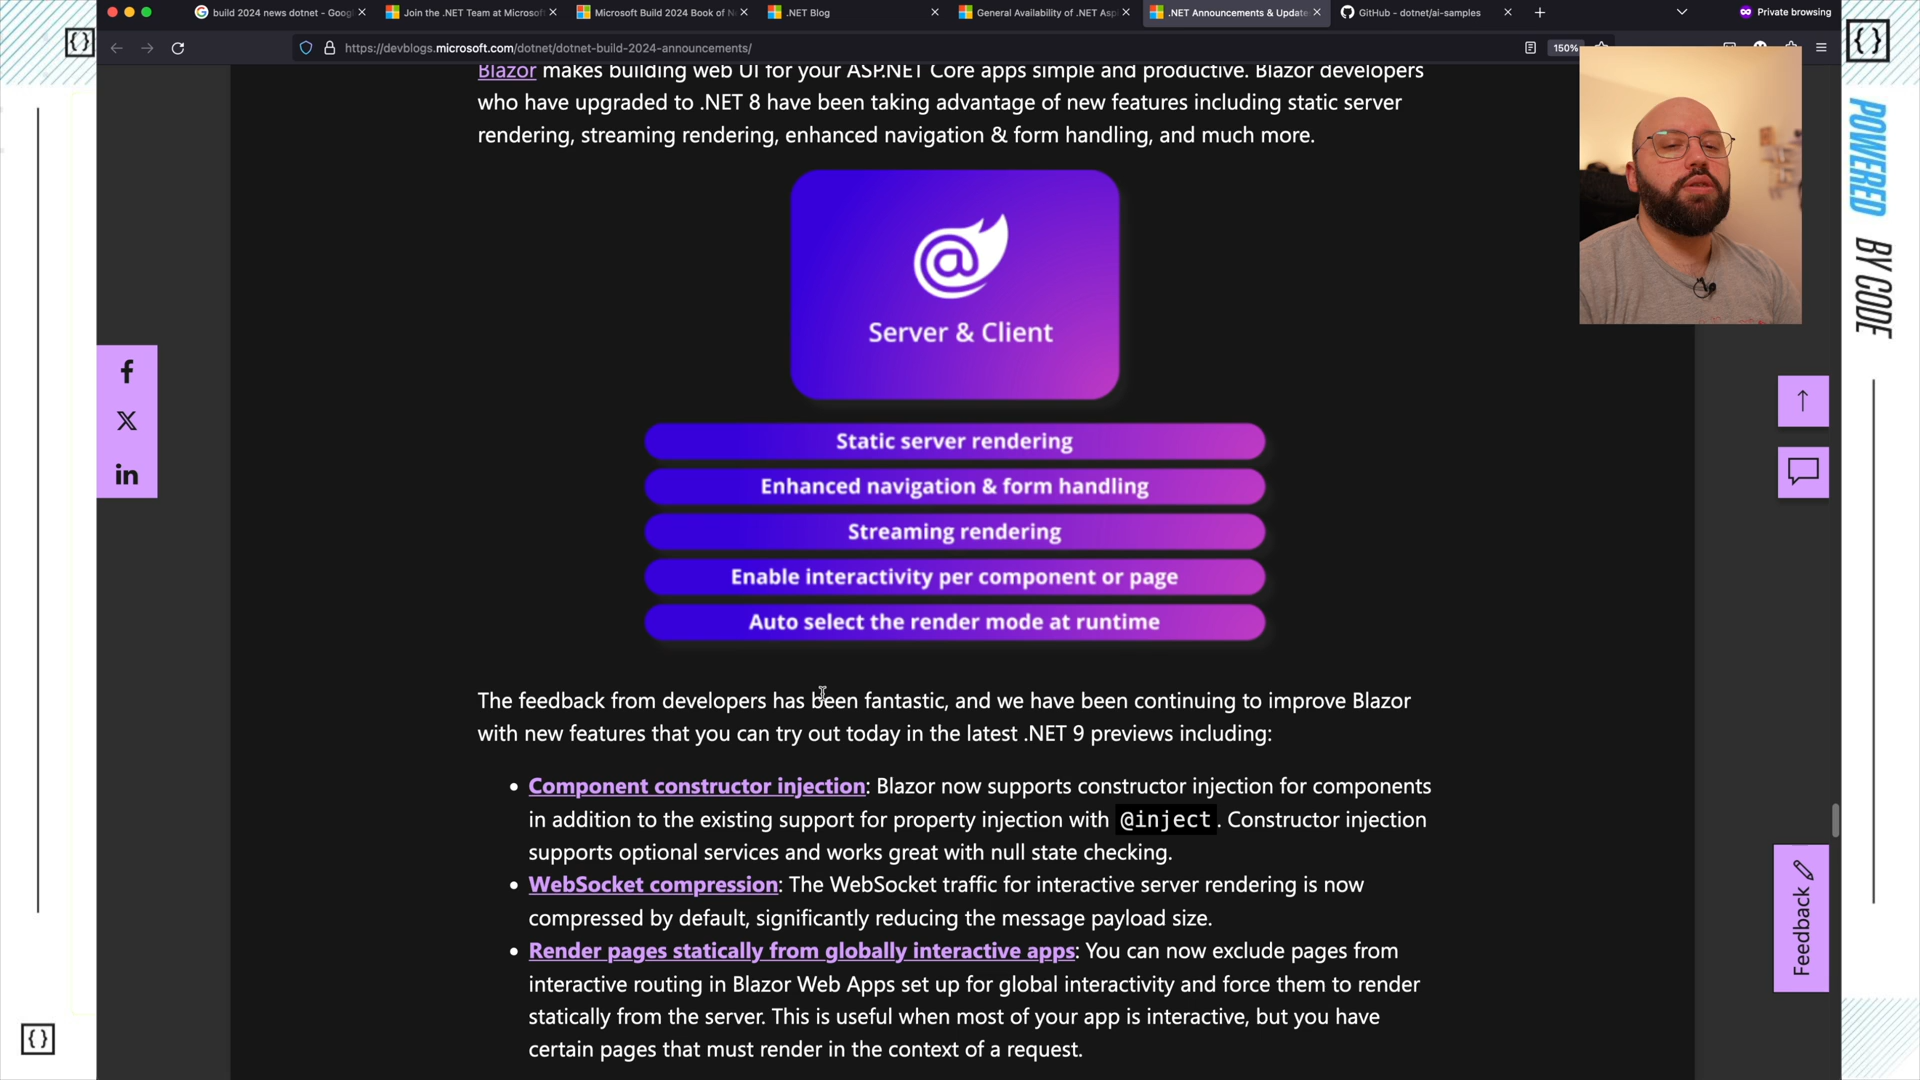 build 2024 news dotnet - Goog
Join the .NET Team at Microsof
Microsoft Build 2024 Book of N
.NET Blog
General Availability of .NET Asp
.NET Announcements & Update
GitHub - dotnet/ai-samples
Private browsing
https://devblogs.microsoft.com/dotnet/dotnet-build-2024-announcements/
150%
Blazor makes building web UI for your ASP.NET Core apps simple and productive. Blazor developers
who have upgraded to .NET 8 have been taking advantage of new features including static server
rendering, streaming rendering, enhanced navigation & form handling, and much more.
Server & Client
Static server rendering
Enhanced navigation & form handling
Streaming rendering
Enable interactivity per component or page
Auto select the render mode at runtime
The feedback from developers has been fantastic, and we have been continuing to improve Blazor
with new features that you can try out today in the latest .NET 9 previews including:
Component constructor injection: Blazor now supports constructor injection for components
in addition to the existing support for property injection with @inject. Constructor injection
supports optional services and works great with null state checking.
WebSocket compression: The WebSocket traffic for interactive server rendering is now
compressed by default, significantly reducing the message payload size.
Render pages statically from globally interactive apps: You can now exclude pages from
interactive routing in Blazor Web Apps set up for global interactivity and force them to render
statically from the server. This is useful when most of your app is interactive, but you have
certain pages that must render in the context of a request.
Feedback
POWERED BY CODE